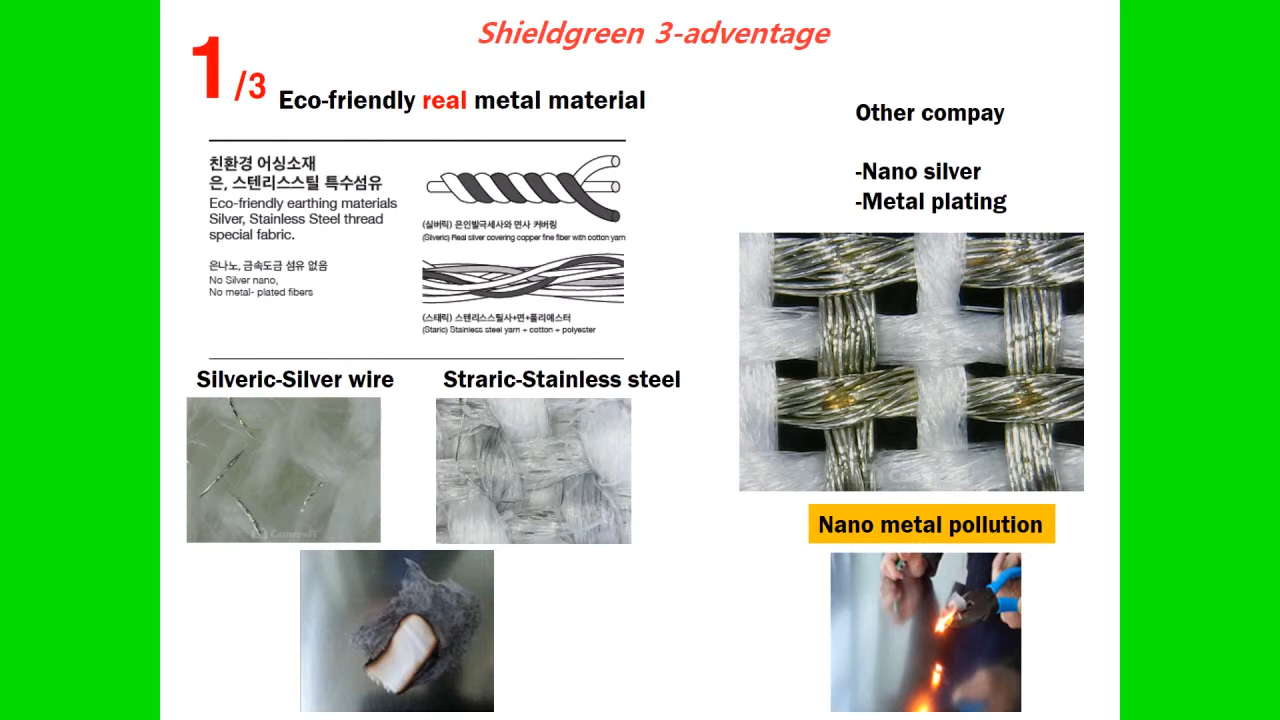 Shieldgreen 3-adventage
1/3
Eco-friendly real metal material
친환경 어싱소재
은, 스텐리스스틸 특수섬유
Eco-friendly earthing materials
Silver, Stainless Steel thread
special fabric.
은나노, 금속도금 섬유 없음
No Silver nano,
No metal- plated fibers
(실버릭) 은인발극세사와 면사 커버링
(Silveric) Real silver covering copper fine fiber with cotton yarn
(스태릭) 스텐리스스틸사+면+폴리에스터
(Staric) Stainless steel yarn + cotton + polyester
Silveric-Silver wire
Straric-Stainless steel
Other compay
-Nano silver
-Metal plating
Nano metal pollution